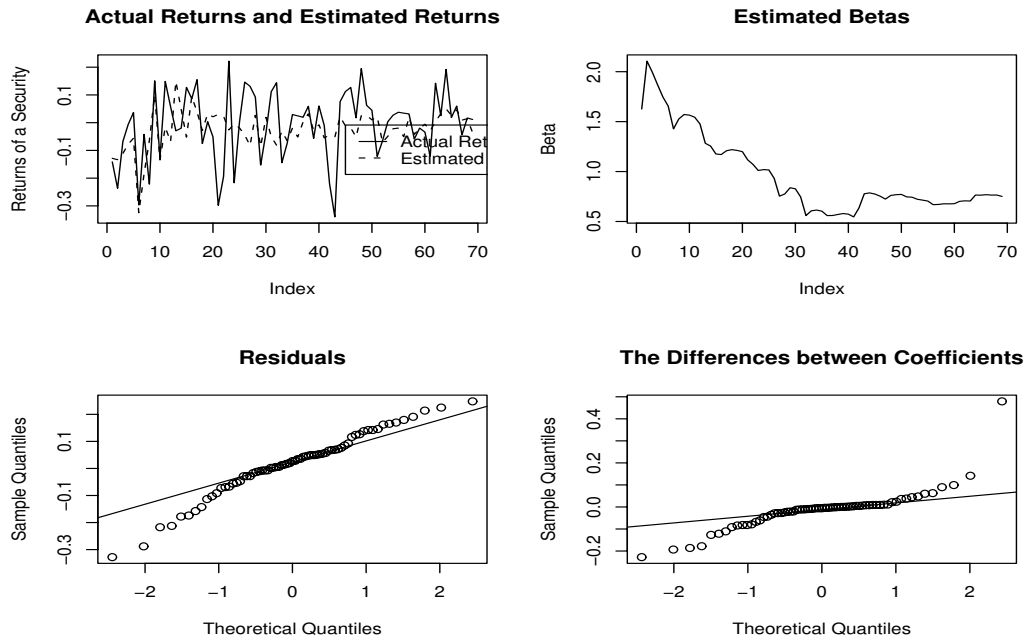 Actual Returns and Estimated Returns
Returns of a Security
0.1
−0.1
−0.3
0 10 20 30 40 50 60 70
Index
Actual Ret
Estimated
Estimated Betas
Beta
2.0
1.5
1.0
0.5
0 10 20 30 40 50 60 70
Index
Residuals
Sample Quantiles
0.1
−0.1
−0.3
−2 −1 0 1 2
Theoretical Quantiles
The Differences between Coefficients
Sample Quantiles
0.4
0.2
0.0
−0.2
−2 −1 0 1 2
Theoretical Quantiles